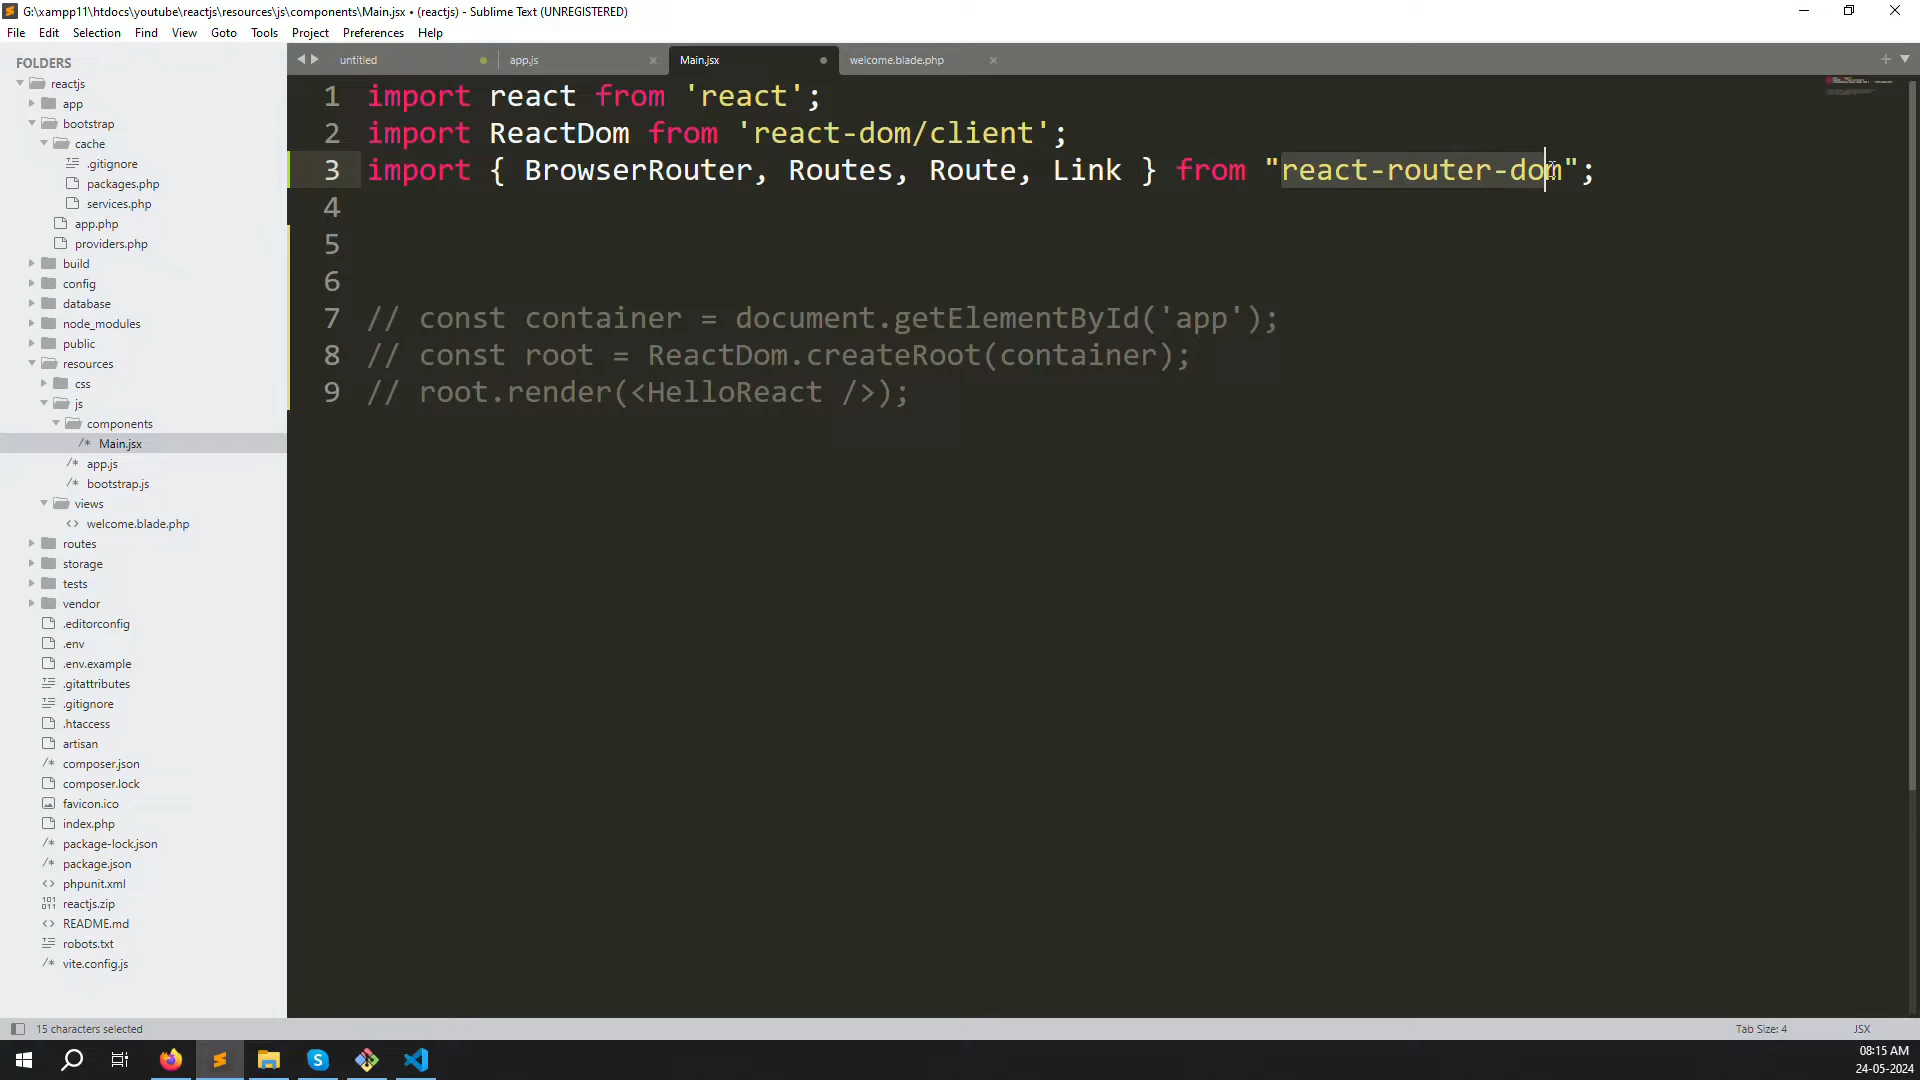 G:\xampp11\htdocs\youtube\reactjs\resources\js\components\Main.jsx • (reactjs) - Sublime Text (UNREGISTERED)
File Edit Selection Find View Goto Tools Project Preferences Help
FOLDERS
reactjs
app
bootstrap
cache
.gitignore
packages.php
services.php
app.php
providers.php
build
config
database
node_modules
public
resources
css
js
components
Main.jsx
app.js
bootstrap.js
views
welcome.blade.php
routes
storage
tests
vendor
.editorconfig
.env
.env.example
.gitattributes
.gitignore
.htaccess
artisan
composer.json
composer.lock
favicon.ico
index.php
package-lock.json
package.json
phpunit.xml
reactjs.zip
README.md
robots.txt
vite.config.js
untitled app.js Main.jsx welcome.blade.php
1 import react from 'react';
2 import ReactDom from 'react-dom/client';
3 import { BrowserRouter, Routes, Route, Link } from "react-router-dom";
4
5
6
7 // const container = document.getElementById('app');
8 // const root = ReactDom.createRoot(container);
9 // root.render(<HelloReact />);
15 characters selected Tab Size: 4 JSX
08:15 AM
24-05-2024